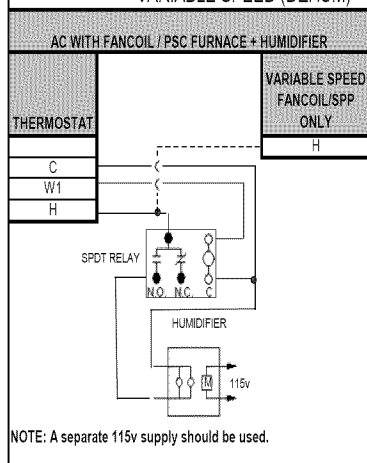 VARIABLE SPEED (DEHUM)
AC WITH FANCOIL / PSC FURNACE + HUMIDIFIER
THERMOSTAT
VARIABLE SPEED
FANCOIL/SPP
ONLY
H
C
W1
H
SPDT RELAY
N.O. N.C. C
HUMIDIFIER
M
115v
NOTE: A separate 115v supply should be used.